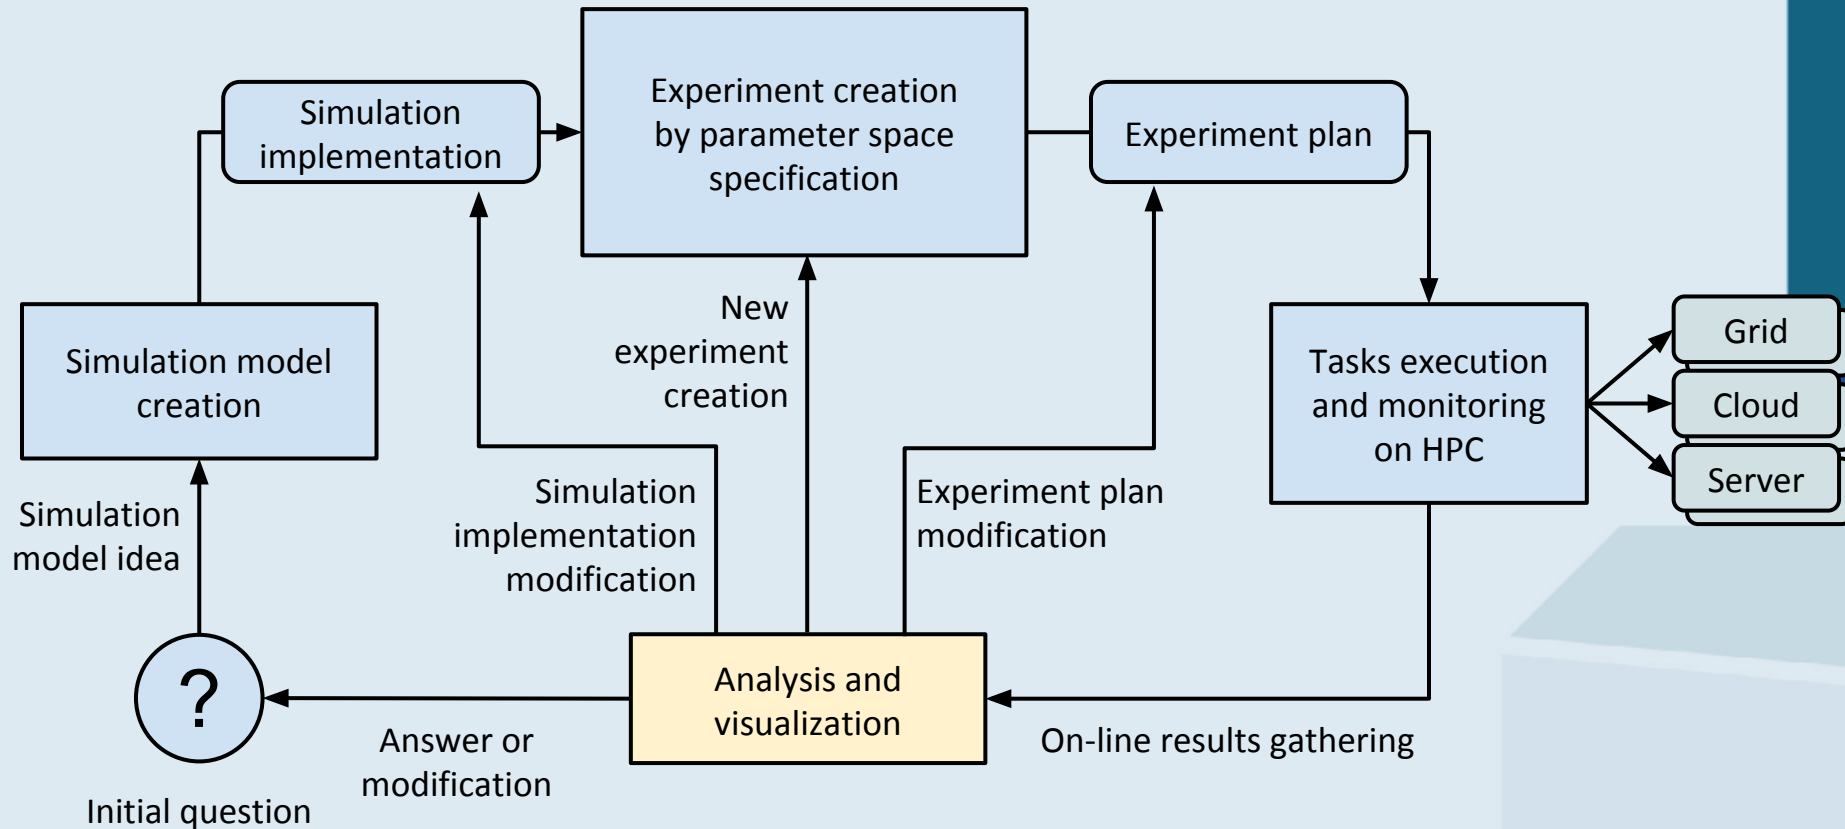 Simulation
implementation
Experiment creation
by parameter space
specification
Experiment plan
Simulation model
creation
New
experiment
creation
Tasks execution
and monitoring
on HPC
Grid
Cloud
Server
Simulation
model idea
Simulation
implementation
modification
Experiment plan
modification
?
Analysis and
visualization
Answer or
modification
On-line results gathering
Initial question